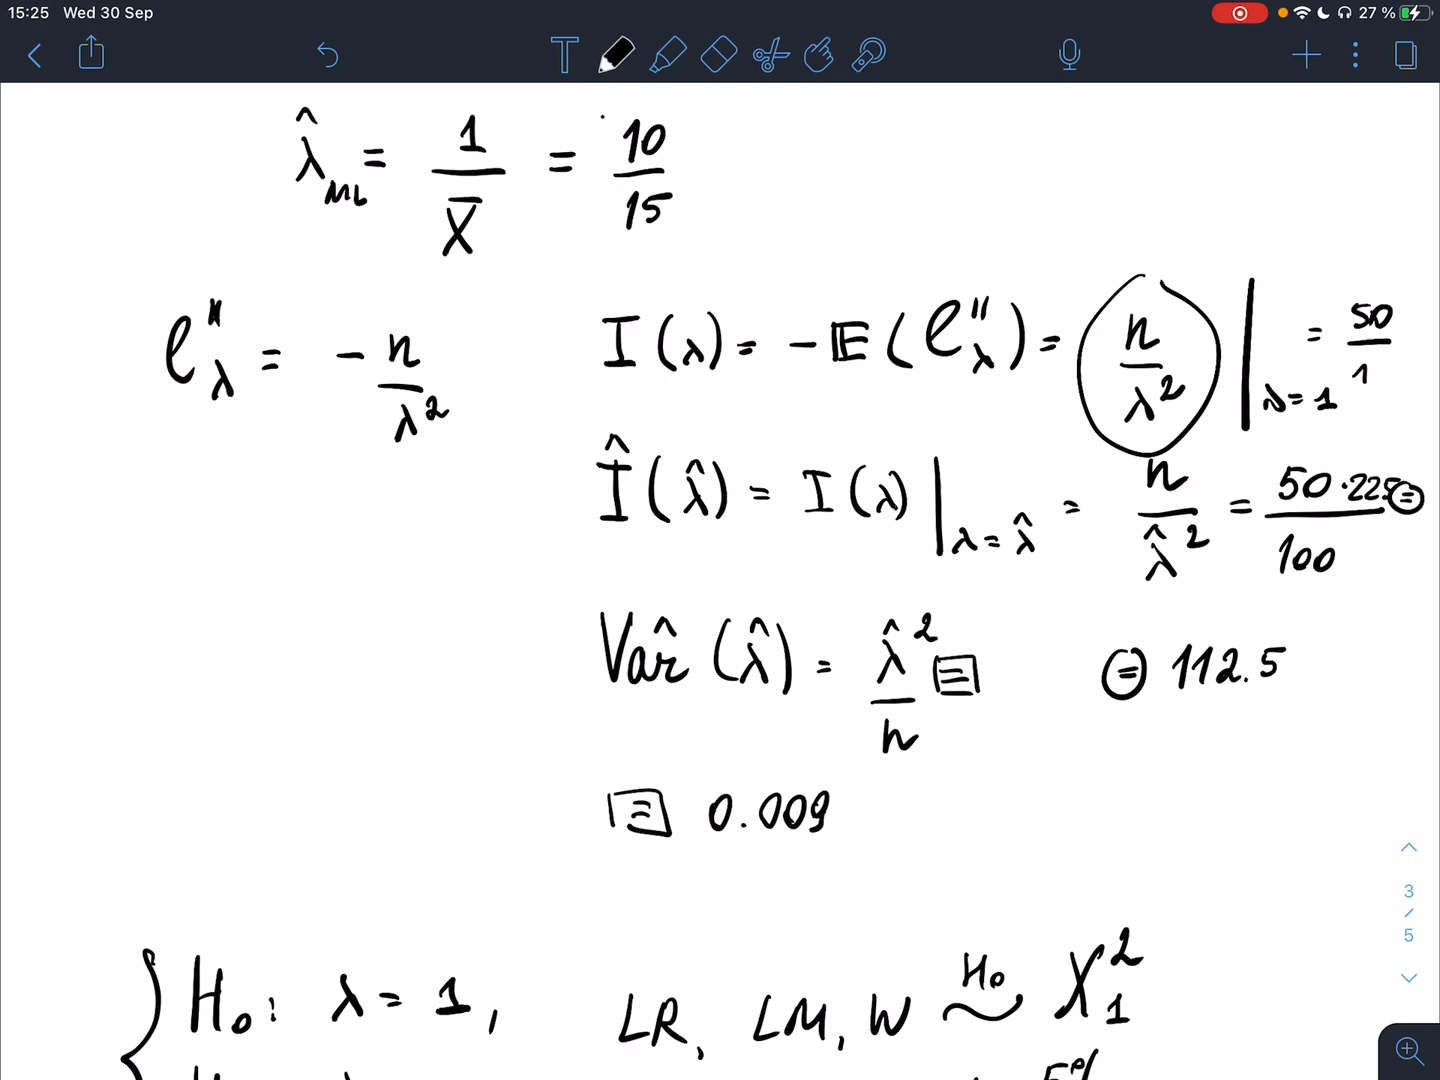 15:25 Wed 30 Sep 27 %
T
λ̂ML = 1/X̄ = 10/15
ℓ''λ = -n/λ² I(λ) = -𝔼(ℓ''λ) = n/λ² |λ=1 = 50/1
Î(λ̂) = I(λ)|λ=λ̂ = n/λ̂² = 50·225/100 =
Var̂(λ̂) = λ̂²/n = = 112.5
= 0.009
3
/
5
H₀: λ = 1, LR, LM, W ~ᴴ⁰ χ²₁